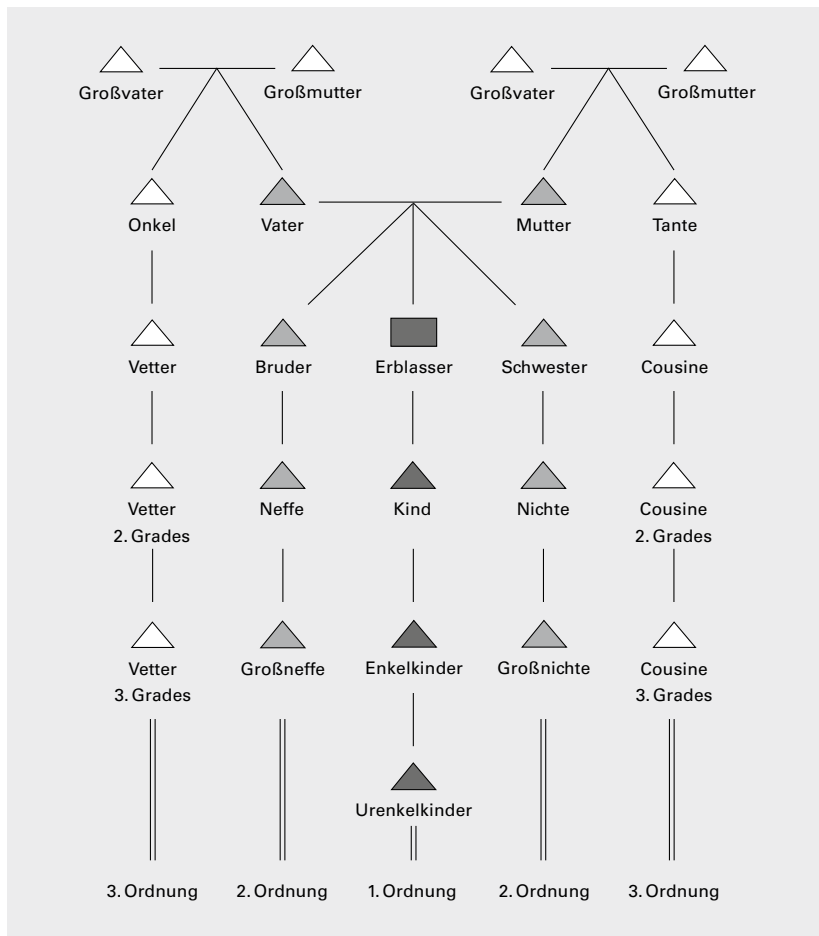 Großvater Großmutter Großvater Großmutter
Onkel Vater Mutter Tante
Vetter Bruder Erblasser Schwester Cousine
Vetter Neffe Kind Nichte Cousine
2. Grades 2. Grades
Vetter Großneffe Enkelkinder Großnichte Cousine
3. Grades 3. Grades
Urenkelkinder
3. Ordnung 2. Ordnung 1. Ordnung 2. Ordnung 3. Ordnung